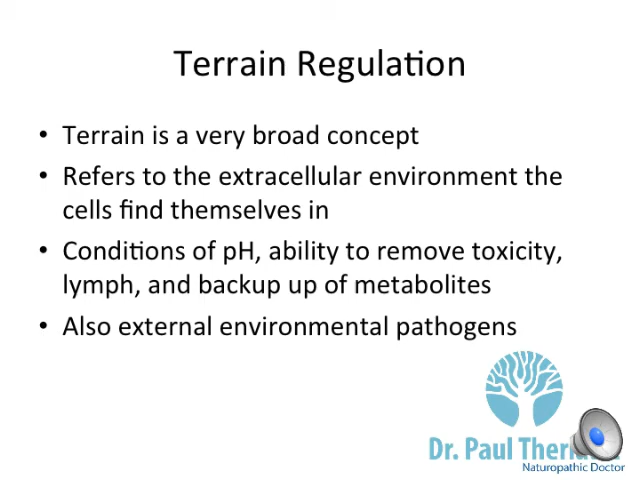 Terrain Regulation
• Terrain is a very broad concept
• Refers to the extracellular environment the
cells find themselves in
• Conditions of pH, ability to remove toxicity,
lymph, and backup up of metabolites
• Also external environmental pathogens
Dr. Paul
Naturopathic Doctor